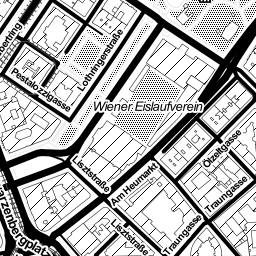 Lothringerstraße
Pestalozzigasse
Wiener Eislaufverein
Ölzeltgasse
Lisztstraße
Am Heumarkt
Traungasse
Lisztstraße
Traungasse